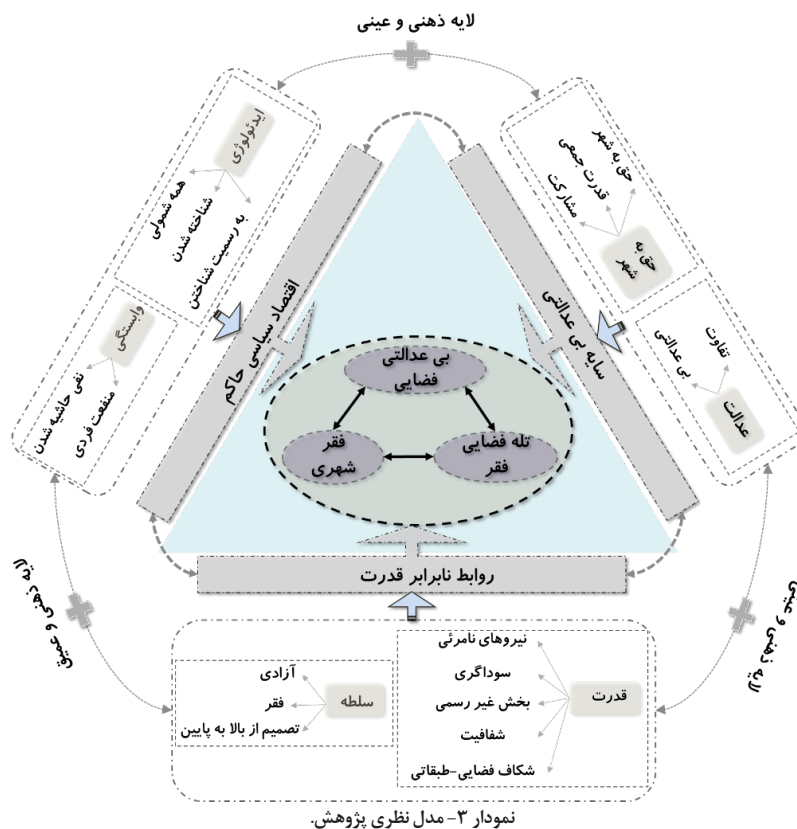 لایه ذهنی و عینی
ایدئولوژی
همه شمولی
شناخته شدن
به رسمیت شناختن
وابستگی
نفی حاشیه شدن
منفعت فردی
اقتصاد سیاسی حاکم
حق به شهر
قدرت جمعی
مشارکت
حق به
شهر
تفاوت
بی عدالتی
عدالت
سایه بی عدالتی
بی عدالتی
فضایی
تله فضایی
فقر
فقر
شهری
روابط نابرابر قدرت
لایه ذهنی و عمیق
لایه ذهنی و عینی
نیروهای نامرئی
سوداگری
بخش غیر رسمی
شفافیت
شکاف فضایی-طبقاتی
قدرت
آزادی
فقر
تصمیم از بالا به پایین
سلطه
نمودار ۳- مدل نظری پژوهش.